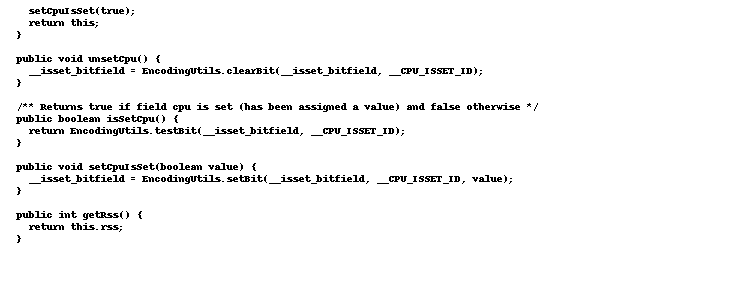 setCpuIsSet(true);
return this;
}
public void unsetCpu() {
__isset_bitfield = EncodingUtils.clearBit(__isset_bitfield, __CPU_ISSET_ID);
}
/** Returns true if field cpu is set (has been assigned a value) and false otherwise */
public boolean isSetCpu() {
return EncodingUtils.testBit(__isset_bitfield, __CPU_ISSET_ID);
}
public void setCpuIsSet(boolean value) {
__isset_bitfield = EncodingUtils.setBit(__isset_bitfield, __CPU_ISSET_ID, value);
}
public int getRss() {
return this.rss;
}